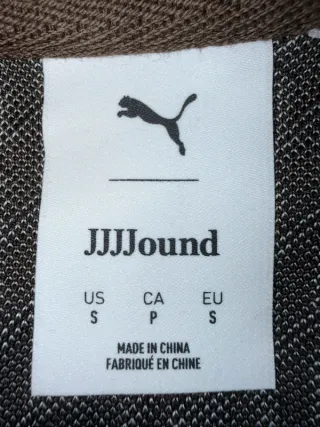 JJJJound
US CA EU
S P S
MADE IN CHINA
FABRIQUÉ EN CHINE